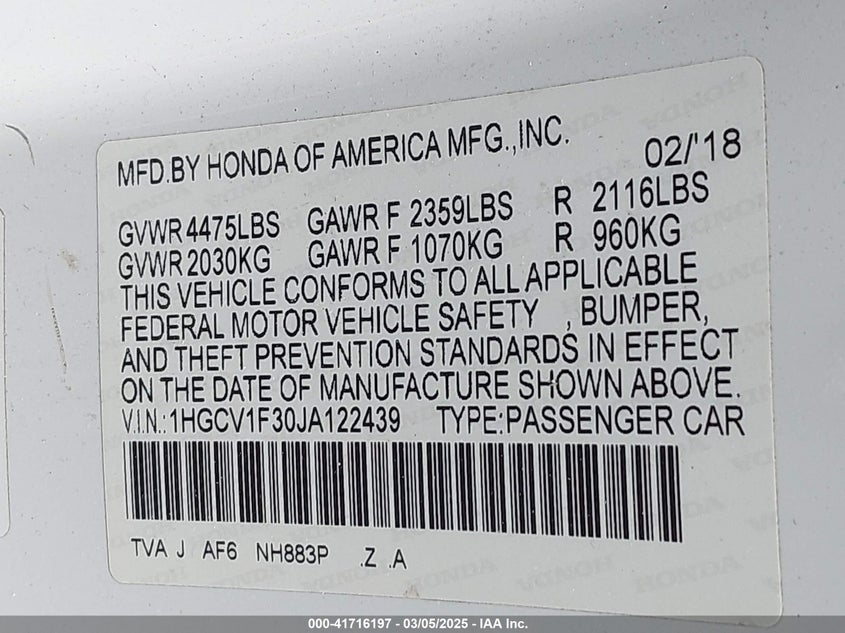 MFD.BY HONDA OF AMERICA MFG.,INC. 02/'18
GVWR 4475LBS GAWR F 2359LBS R 2116LBS
GVWR 2030KG GAWR F 1070KG R 960KG
THIS VEHICLE CONFORMS TO ALL APPLICABLE
FEDERAL MOTOR VEHICLE SAFETY , BUMPER,
AND THEFT PREVENTION STANDARDS IN EFFECT
ON THE DATE OF MANUFACTURE SHOWN ABOVE.
V.I.N.:1HGCV1F30JA122439 TYPE:PASSENGER CAR
TVA J AF6 NH883P .Z .A
000-41716197 - 03/05/2025 - IAA Inc.